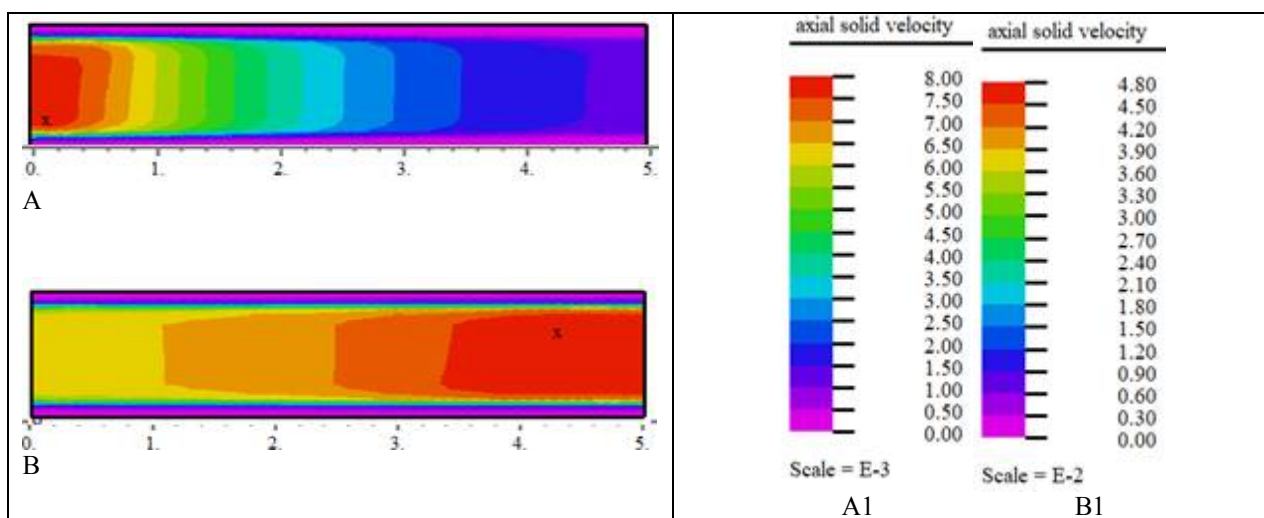 x
0. 1. 2. 3. 4. 5.
A
x
0. 1. 2. 3. 4. 5.
B
axial solid velocity
8.00
7.50
7.00
6.50
6.00
5.50
5.00
4.50
4.00
3.50
3.00
2.50
2.00
1.50
1.00
0.50
0.00
Scale = E-3
A1
axial solid velocity
4.80
4.50
4.20
3.90
3.60
3.30
3.00
2.70
2.40
2.10
1.80
1.50
1.20
0.90
0.60
0.30
0.00
Scale = E-2
B1